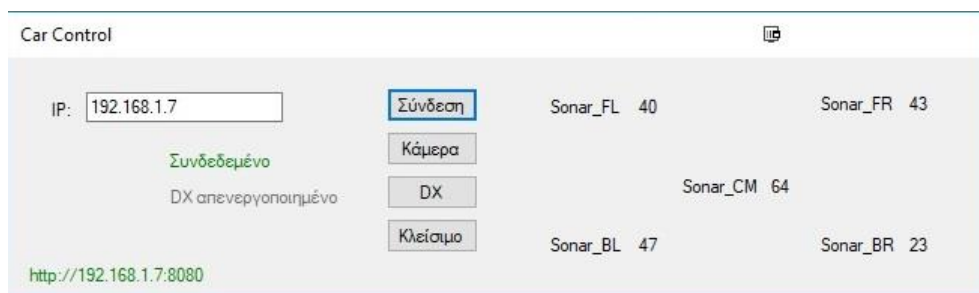 Car Control
IP: 192.168.1.7
Σύνδεση
Sonar_FL 40
Sonar_FR 43
Συνδεδεμένο
Κάμερα
DX απενεργοποιημένο
DX
Sonar_CM 64
Κλείσιμο
Sonar_BL 47
Sonar_BR 23
http://192.168.1.7:8080